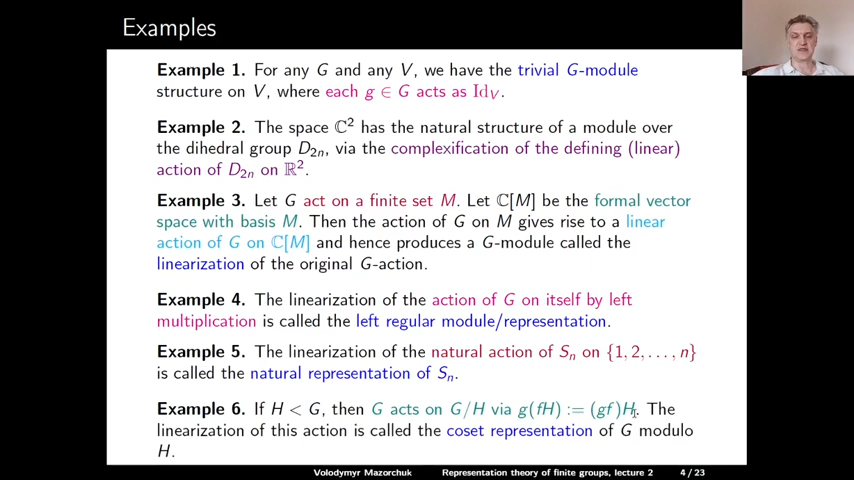 Examples
Example 1. For any G and any V, we have the trivial G-module
structure on V, where each g ∈ G acts as Id_V.
Example 2. The space ℂ² has the natural structure of a module over
the dihedral group D₂ₙ, via the complexification of the defining (linear)
action of D₂ₙ on ℝ².
Example 3. Let G act on a finite set M. Let ℂ[M] be the formal vector
space with basis M. Then the action of G on M gives rise to a linear
action of G on ℂ[M] and hence produces a G-module called the
linearization of the original G-action.
Example 4. The linearization of the action of G on itself by left
multiplication is called the left regular module/representation.
Example 5. The linearization of the natural action of Sₙ on {1, 2, . . . , n}
is called the natural representation of Sₙ.
Example 6. If H < G, then G acts on G/H via g(fH) := (gf)H. The
linearization of this action is called the coset representation of G modulo
H.
Volodymyr Mazorchuk Representation theory of finite groups, lecture 2 4 / 23